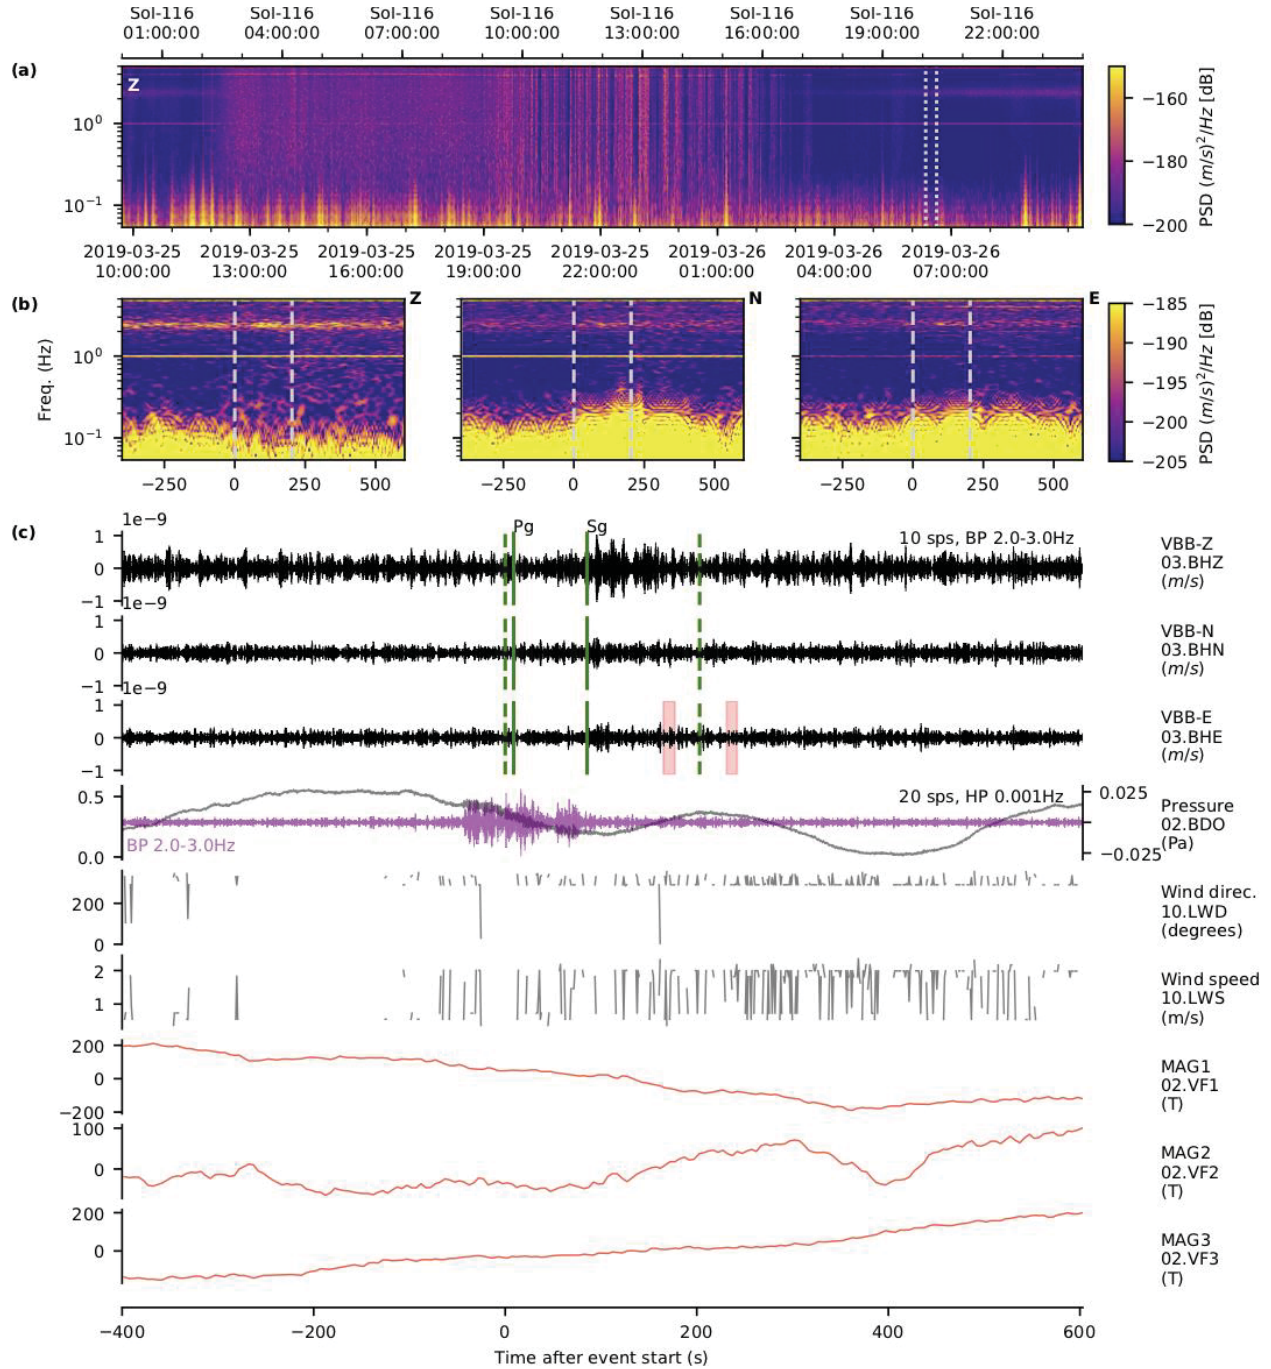 Sol-116 Sol-116 Sol-116 Sol-116 Sol-116 Sol-116 Sol-116 Sol-116
01:00:00 04:00:00 07:00:00 10:00:00 13:00:00 16:00:00 19:00:00 22:00:00
(a)
Z
10⁰
10⁻¹
−160
−180
−200
PSD (m/s)²/Hz [dB]
2019-03-25 2019-03-25 2019-03-25 2019-03-25 2019-03-25 2019-03-26 2019-03-26 2019-03-26
10:00:00 13:00:00 16:00:00 19:00:00 22:00:00 01:00:00 04:00:00 07:00:00
(b)
Z
N
E
Freq. (Hz)
10⁰
10⁻¹
−185
−190
−195
−200
−205
PSD (m/s)²/Hz [dB]
−250 0 250 500
−250 0 250 500
−250 0 250 500
(c)
1e−9
Pg
Sg
10 sps, BP 2.0-3.0Hz
1
0
−1
VBB-Z
03.BHZ
(m/s)
1e−9
1
0
−1
VBB-N
03.BHN
(m/s)
1e−9
1
0
−1
VBB-E
03.BHE
(m/s)
0.5
0.0
BP 2.0-3.0Hz
20 sps, HP 0.001Hz
0.025
−0.025
Pressure
02.BDO
(Pa)
200
0
Wind direc.
10.LWD
(degrees)
2
1
Wind speed
10.LWS
(m/s)
200
0
−200
MAG1
02.VF1
(T)
100
0
MAG2
02.VF2
(T)
200
0
MAG3
02.VF3
(T)
−400 −200 0 200 400 600
Time after event start (s)